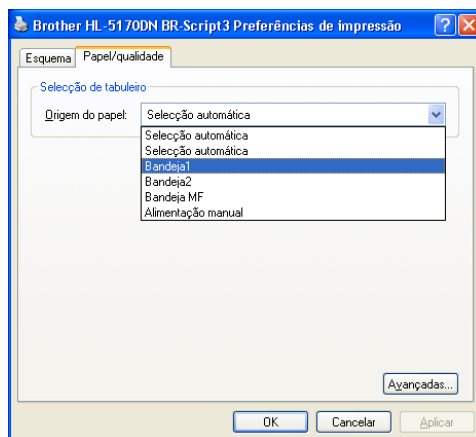 Brother HL-5170DN BR-Script3 Preferências de impressão
Esquema Papel/qualidade
Selecção de tabuleiro
Origem do papel: Selecção automática
Selecção automática
Selecção automática
Bandeja1
Bandeja2
Bandeja MF
Alimentação manual
Avançadas...
OK Cancelar Aplicar